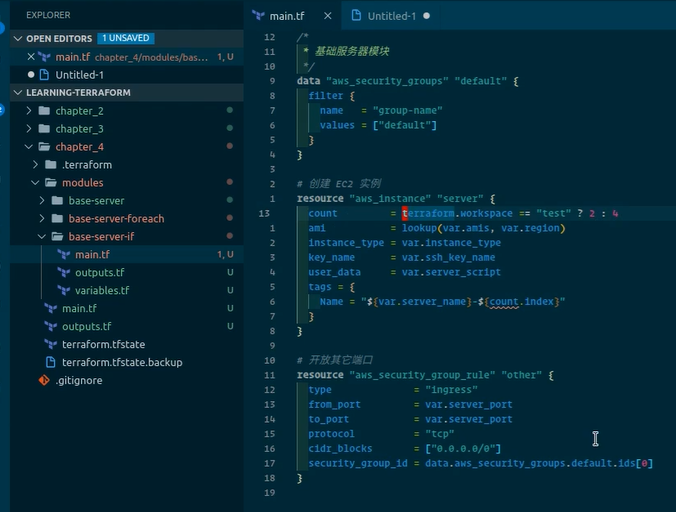 EXPLORER
OPEN EDITORS 1 UNSAVED
main.tf chapter_4/modules/bas... 1, U
Untitled-1
LEARNING-TERRAFORM
chapter_2
chapter_3
chapter_4
.terraform
modules
base-server
base-server-foreach
base-server-if
main.tf 1, U
outputs.tf U
variables.tf U
main.tf U
outputs.tf U
terraform.tfstate
terraform.tfstate.backup
.gitignore
main.tf Untitled-1
12 /*
11 * 基础服务器模块
10 */
9 data "aws_security_groups" "default" {
8 filter {
7 name = "group-name"
6 values = ["default"]
5 }
4 }
3
2 # 创建 EC2 实例
1 resource "aws_instance" "server" {
13 count = terraform.workspace == "test" ? 2 : 4
1 ami = lookup(var.amis, var.region)
2 instance_type = var.instance_type
3 key_name = var.ssh_key_name
4 user_data = var.server_script
5 tags = {
6 Name = "${var.server_name}-${count.index}"
7 }
8 }
9
10 # 开放其它端口
11 resource "aws_security_group_rule" "other" {
12 type = "ingress"
13 from_port = var.server_port
14 to_port = var.server_port
15 protocol = "tcp"
16 cidr_blocks = ["0.0.0.0/0"]
17 security_group_id = data.aws_security_groups.default.ids[0]
18 }
19